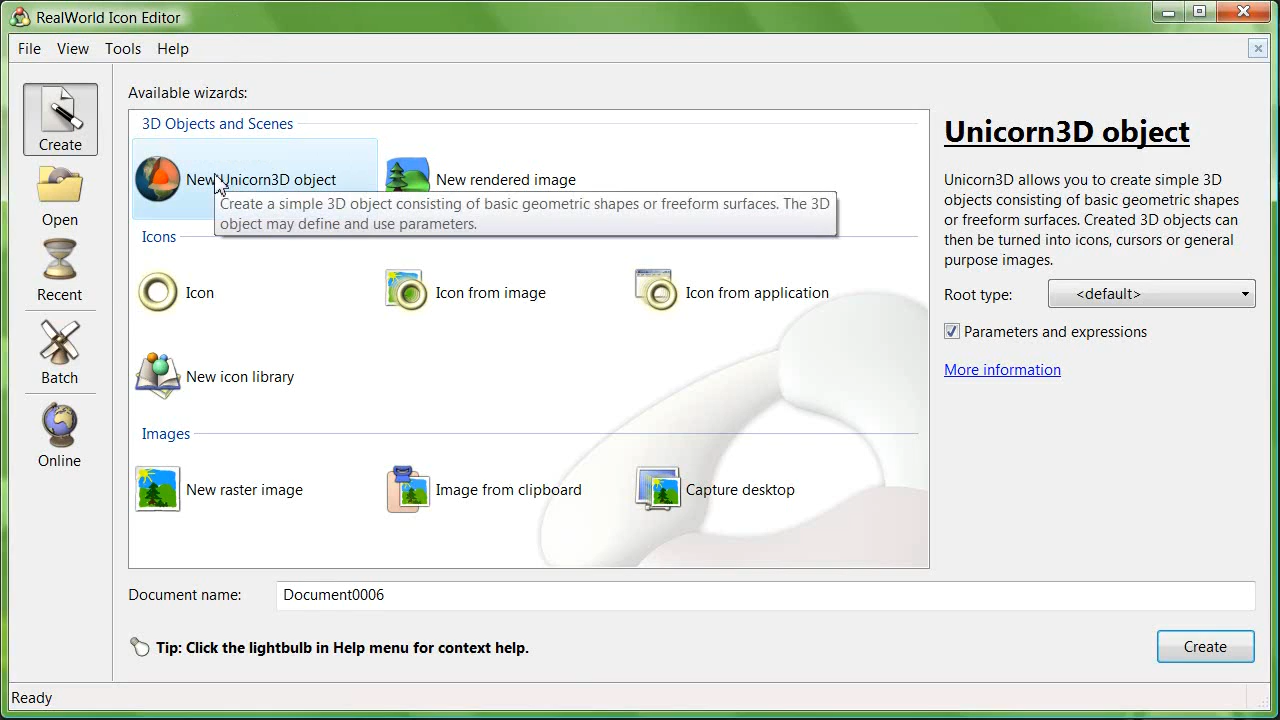 RealWorld Icon Editor
File View Tools Help
Create
Open
Recent
Batch
Online
Available wizards:
3D Objects and Scenes
New Unicorn3D object
New rendered image
Create a simple 3D object consisting of basic geometric shapes or freeform surfaces. The 3D
object may define and use parameters.
Icons
Icon
Icon from image
Icon from application
New icon library
Images
New raster image
Image from clipboard
Capture desktop
Unicorn3D object
Unicorn3D allows you to create simple 3D
objects consisting of basic geometric shapes
or freeform surfaces. Created 3D objects can
then be turned into icons, cursors or general
purpose images.
Root type: <default>
Parameters and expressions
More information
Document name: Document0006
Tip: Click the lightbulb in Help menu for context help.
Create
Ready